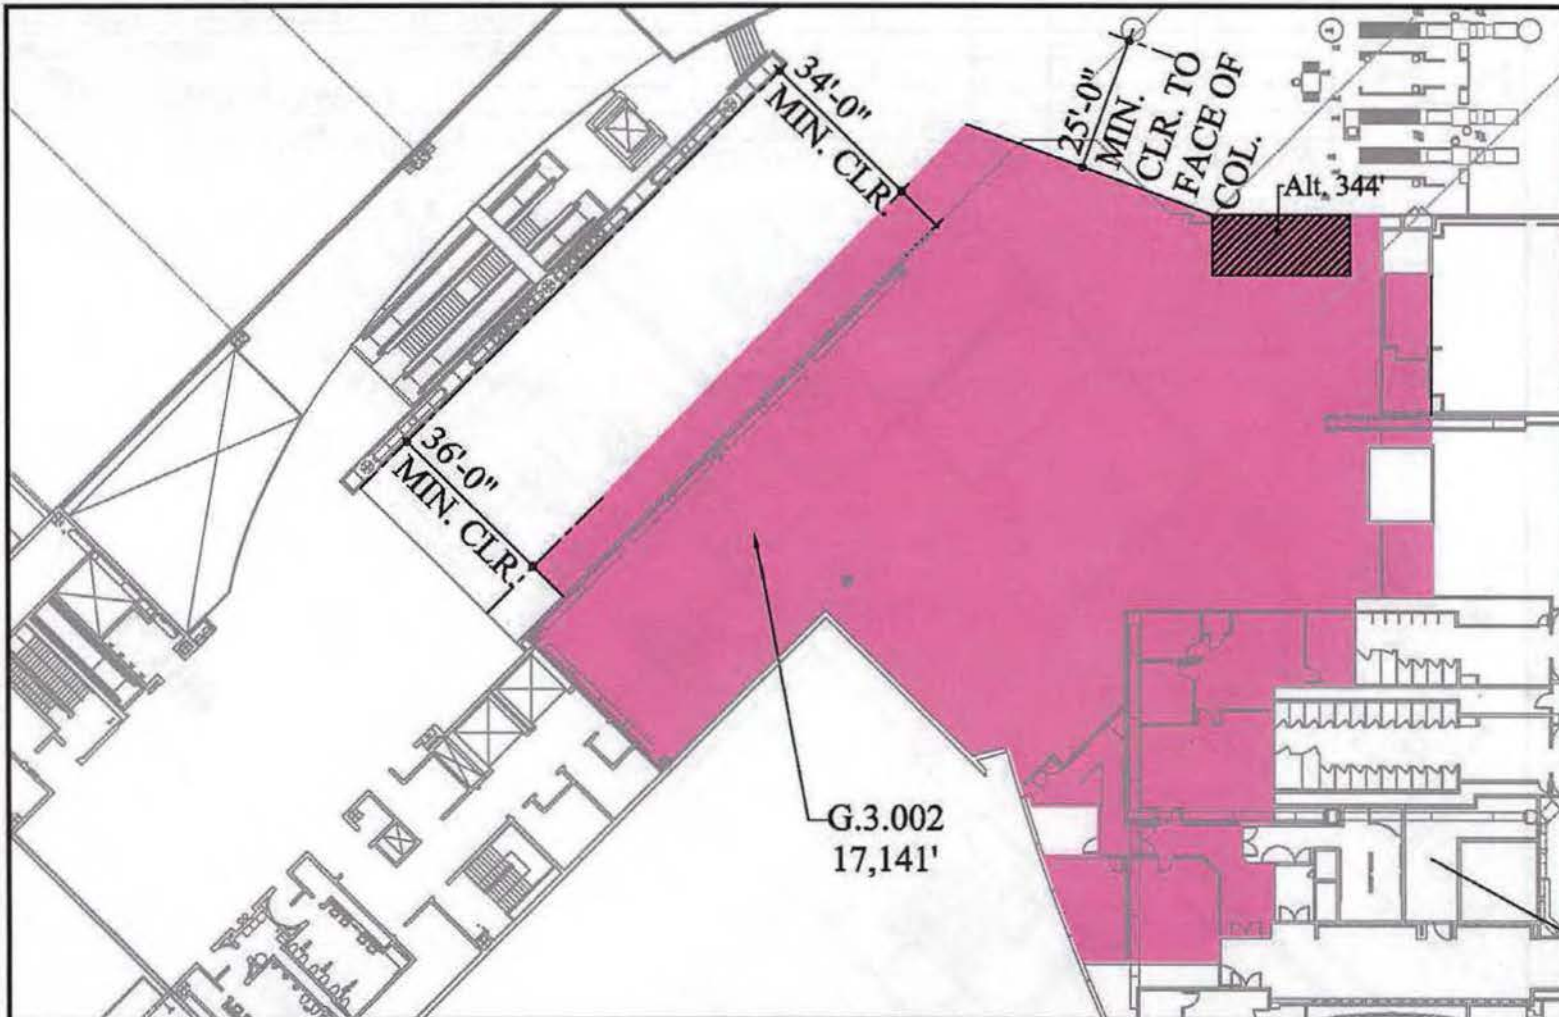 34'-0"
MIN. CLR.
25'-0"
MIN.
CLR. TO
FACE OF
COL.
Alt. 344'
36'-0"
MIN. CLR.
G.3.002
17,141'